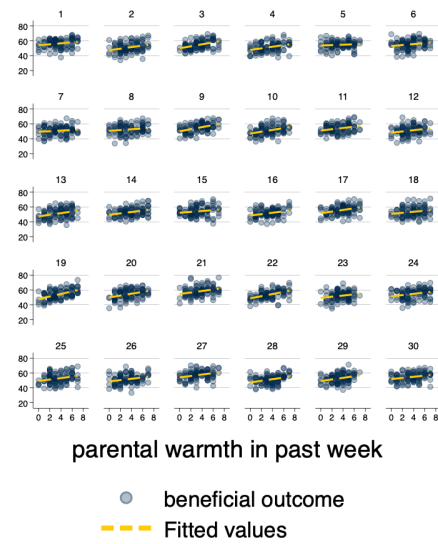 1 2 3 4 5 6
80
60
40
20
7 8 9 10 11 12
80
60
40
20
13 14 15 16 17 18
80
60
40
20
19 20 21 22 23 24
80
60
40
20
25 26 27 28 29 30
80
60
40
20
0 2 4 6 8 0 2 4 6 8 0 2 4 6 8 0 2 4 6 8 0 2 4 6 8 0 2 4 6 8
parental warmth in past week
beneficial outcome
Fitted values